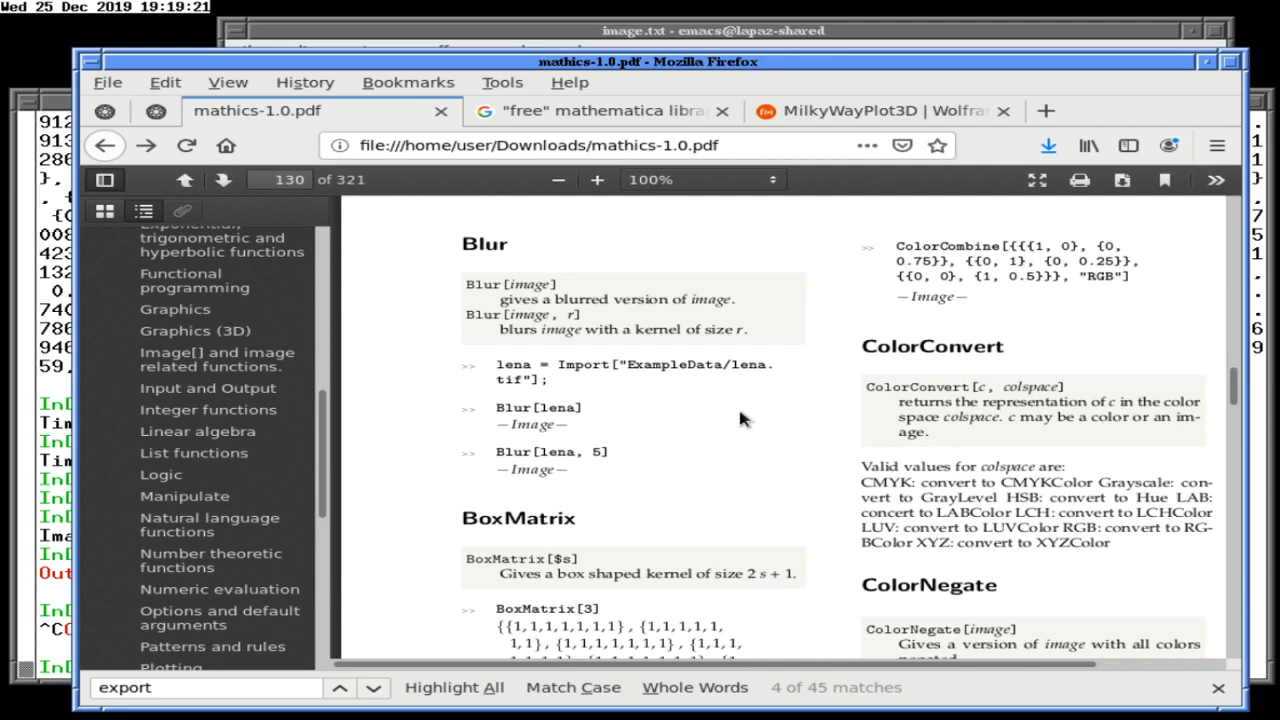 Wed 25 Dec 2019 19:19:21
image.txt - emacs@lapaz-shared
mathics-1.0.pdf - Mozilla Firefox
File Edit View History Bookmarks Tools Help
mathics-1.0.pdf
"free" mathematica libra
MilkyWayPlot3D | Wolfra
file:///home/user/Downloads/mathics-1.0.pdf
130 of 321
100%
trigonometric and
hyperbolic functions
Functional
programming
Graphics
Graphics (3D)
Image[] and image
related functions.
Input and Output
Integer functions
Linear algebra
List functions
Logic
Manipulate
Natural language
functions
Number theoretic
functions
Numeric evaluation
Options and default
arguments
Patterns and rules
Plotting
Blur
Blur[image]
gives a blurred version of image.
Blur[image, r]
blurs image with a kernel of size r.
>> lena = Import["ExampleData/lena.
tif"];
>> Blur[lena]
—Image—
>> Blur[lena, 5]
—Image—
BoxMatrix
BoxMatrix[$s]
Gives a box shaped kernel of size 2 s + 1.
>> BoxMatrix[3]
{{1,1,1,1,1,1,1}, {1,1,1,1,1,
1,1}, {1,1,1,1,1,1,1}, {1,1,1,
>> ColorCombine[{{{1, 0}, {0,
0.75}}, {{0, 1}, {0, 0.25}},
{{0, 0}, {1, 0.5}}}, "RGB"]
—Image—
ColorConvert
ColorConvert[c, colspace]
returns the representation of c in the color
space colspace. c may be a color or an im-
age.
Valid values for colspace are:
CMYK: convert to CMYKColor Grayscale: con-
vert to GrayLevel HSB: convert to Hue LAB:
concert to LABColor LCH: convert to LCHColor
LUV: convert to LUVColor RGB: convert to RG-
BColor XYZ: convert to XYZColor
ColorNegate
ColorNegate[image]
Gives a version of image with all colors
export
Highlight All Match Case Whole Words 4 of 45 matches